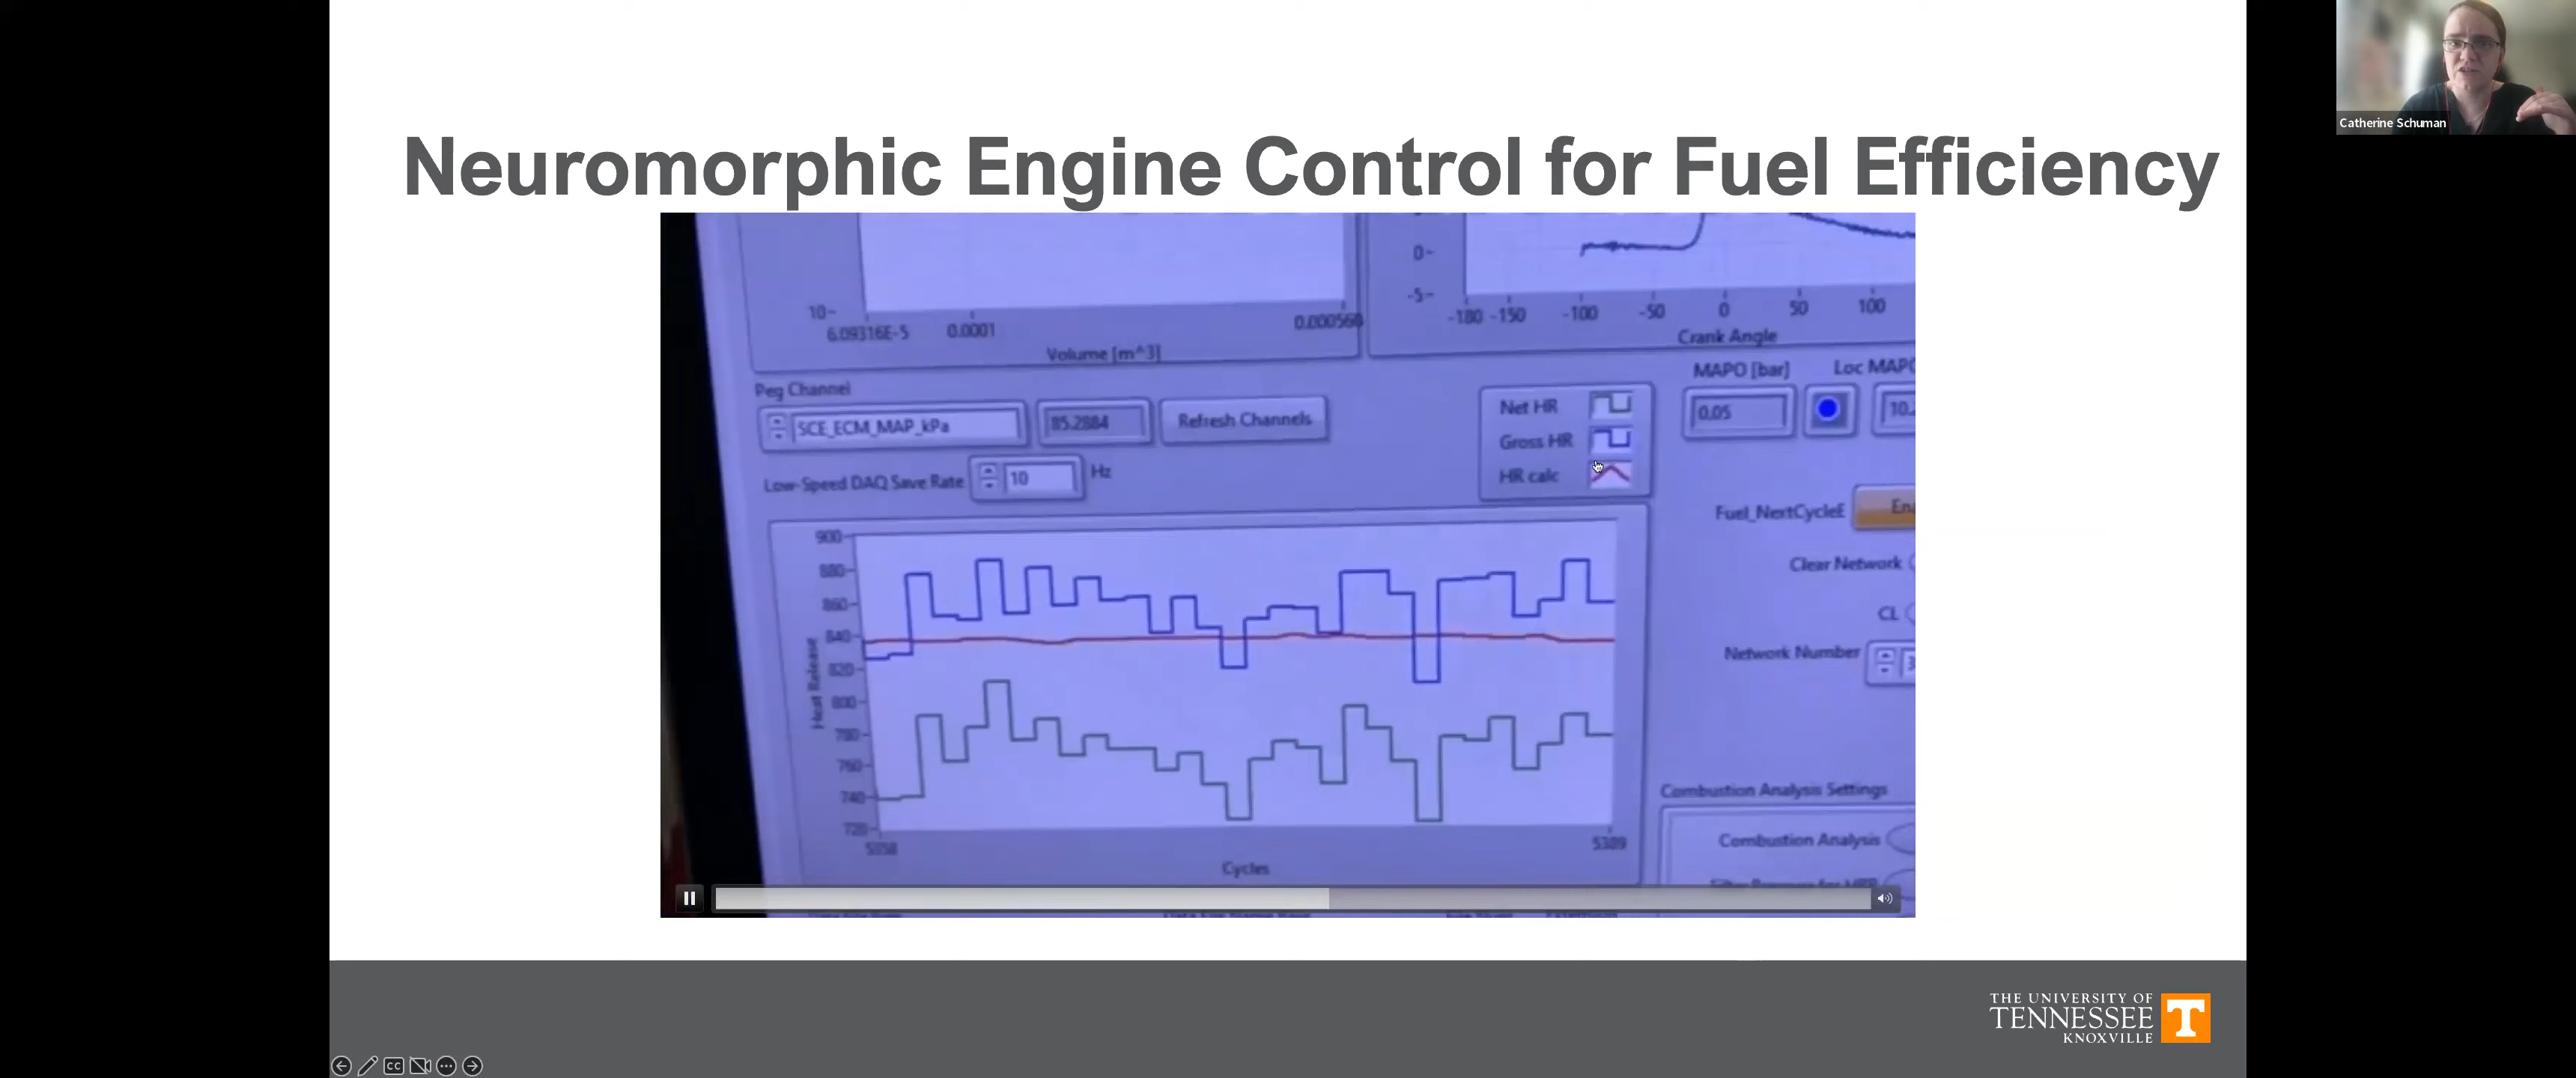 Catherine Schuman
Neuromorphic Engine Control for Fuel Efficiency
10
6.09316E-5 0.0001 0.000560
Volume [m^3]
0
-5
-180 -150 -100 -50 0 50 100
Crank Angle
Peg Channel
SCE_ECM_MAP_kPa 85.2884 Refresh Channels
Low-Speed DAQ Save Rate 10 Hz
Net HR
Gross HR
HR calc
MAPO [bar] Loc MAPO
0.05 10.
Fuel_NextCycleE
Clear Network
CL
Network Number 3
900
880
860
840
820
800
780
760
740
720
Heat Release
5358 5389
Cycles
Combustion Analysis Settings
Combustion Analysis
THE UNIVERSITY OF
TENNESSEE
KNOXVILLE
T
CC